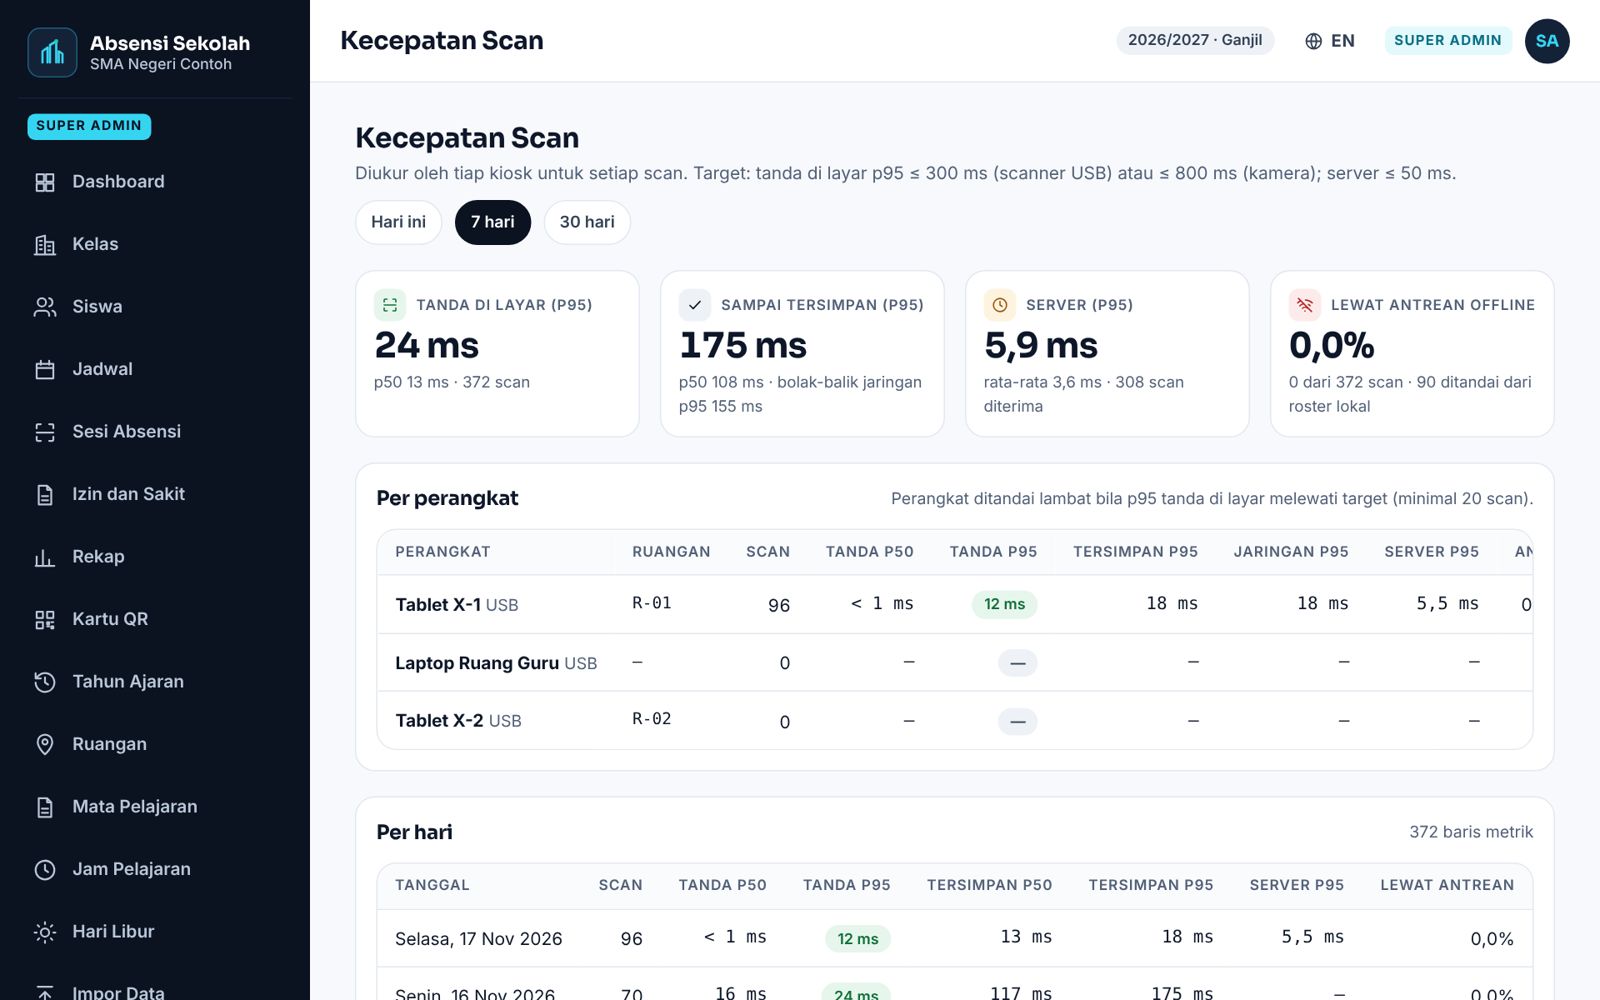 Absensi Sekolah
SMA Negeri Contoh
SUPER ADMIN
Dashboard
Kelas
Siswa
Jadwal
Sesi Absensi
Izin dan Sakit
Rekap
Kartu QR
Tahun Ajaran
Ruangan
Mata Pelajaran
Jam Pelajaran
Hari Libur
Impor Data
Kecepatan Scan
2026/2027 · Ganjil
EN
SUPER ADMIN
SA
Kecepatan Scan
Diukur oleh tiap kiosk untuk setiap scan. Target: tanda di layar p95 ≤ 300 ms (scanner USB) atau ≤ 800 ms (kamera); server ≤ 50 ms.
Hari ini
7 hari
30 hari
TANDA DI LAYAR (P95)
24 ms
p50 13 ms · 372 scan
SAMPAI TERSIMPAN (P95)
175 ms
p50 108 ms · bolak-balik jaringan
p95 155 ms
SERVER (P95)
5,9 ms
rata-rata 3,6 ms · 308 scan
diterima
LEWAT ANTREAN OFFLINE
0,0%
0 dari 372 scan · 90 ditandai dari
roster lokal
Per perangkat
Perangkat ditandai lambat bila p95 tanda di layar melewati target (minimal 20 scan).
PERANGKAT RUANGAN SCAN TANDA P50 TANDA P95 TERSIMPAN P95 JARINGAN P95 SERVER P95 AN
Tablet X-1 USB R-01 96 < 1 ms 12 ms 18 ms 18 ms 5,5 ms 0
Laptop Ruang Guru USB – 0 – — – – –
Tablet X-2 USB R-02 0 – — – – –
Per hari
372 baris metrik
TANGGAL SCAN TANDA P50 TANDA P95 TERSIMPAN P50 TERSIMPAN P95 SERVER P95 LEWAT ANTREAN
Selasa, 17 Nov 2026 96 < 1 ms 12 ms 13 ms 18 ms 5,5 ms 0,0%
Senin, 16 Nov 2026 70 16 ms 24 ms 117 ms 175 ms – 0,0%